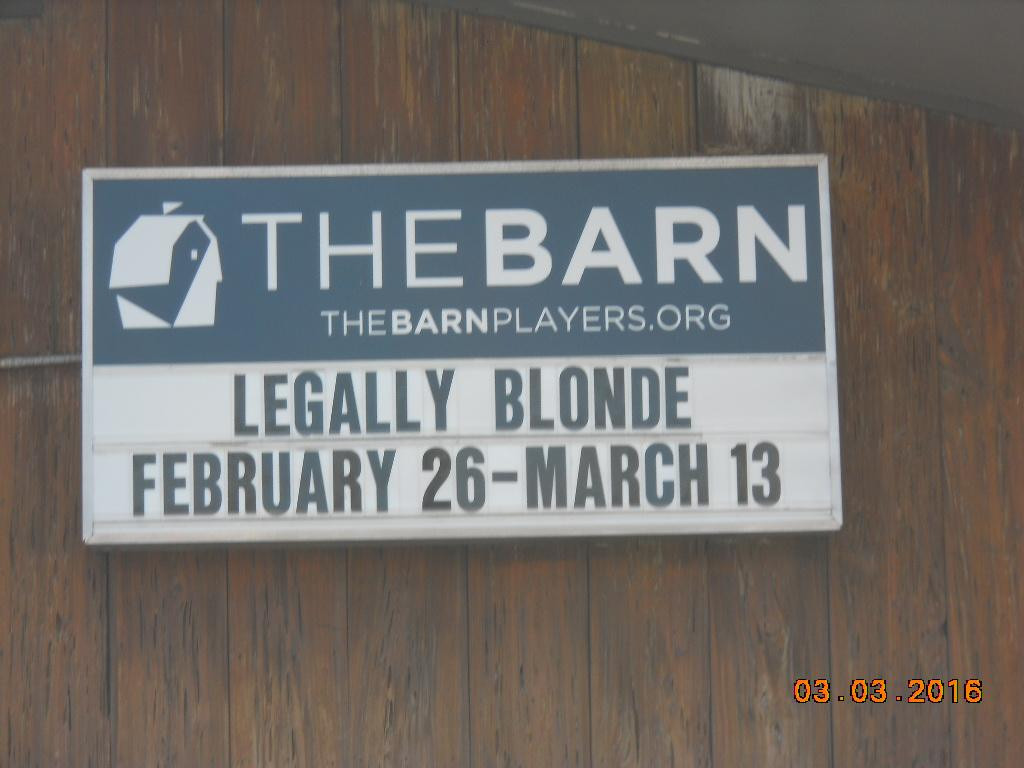 THEBARN
THEBARNPLAYERS.ORG
LEGALLY BLONDE
FEBRUARY 26-MARCH 13
03.03.2016